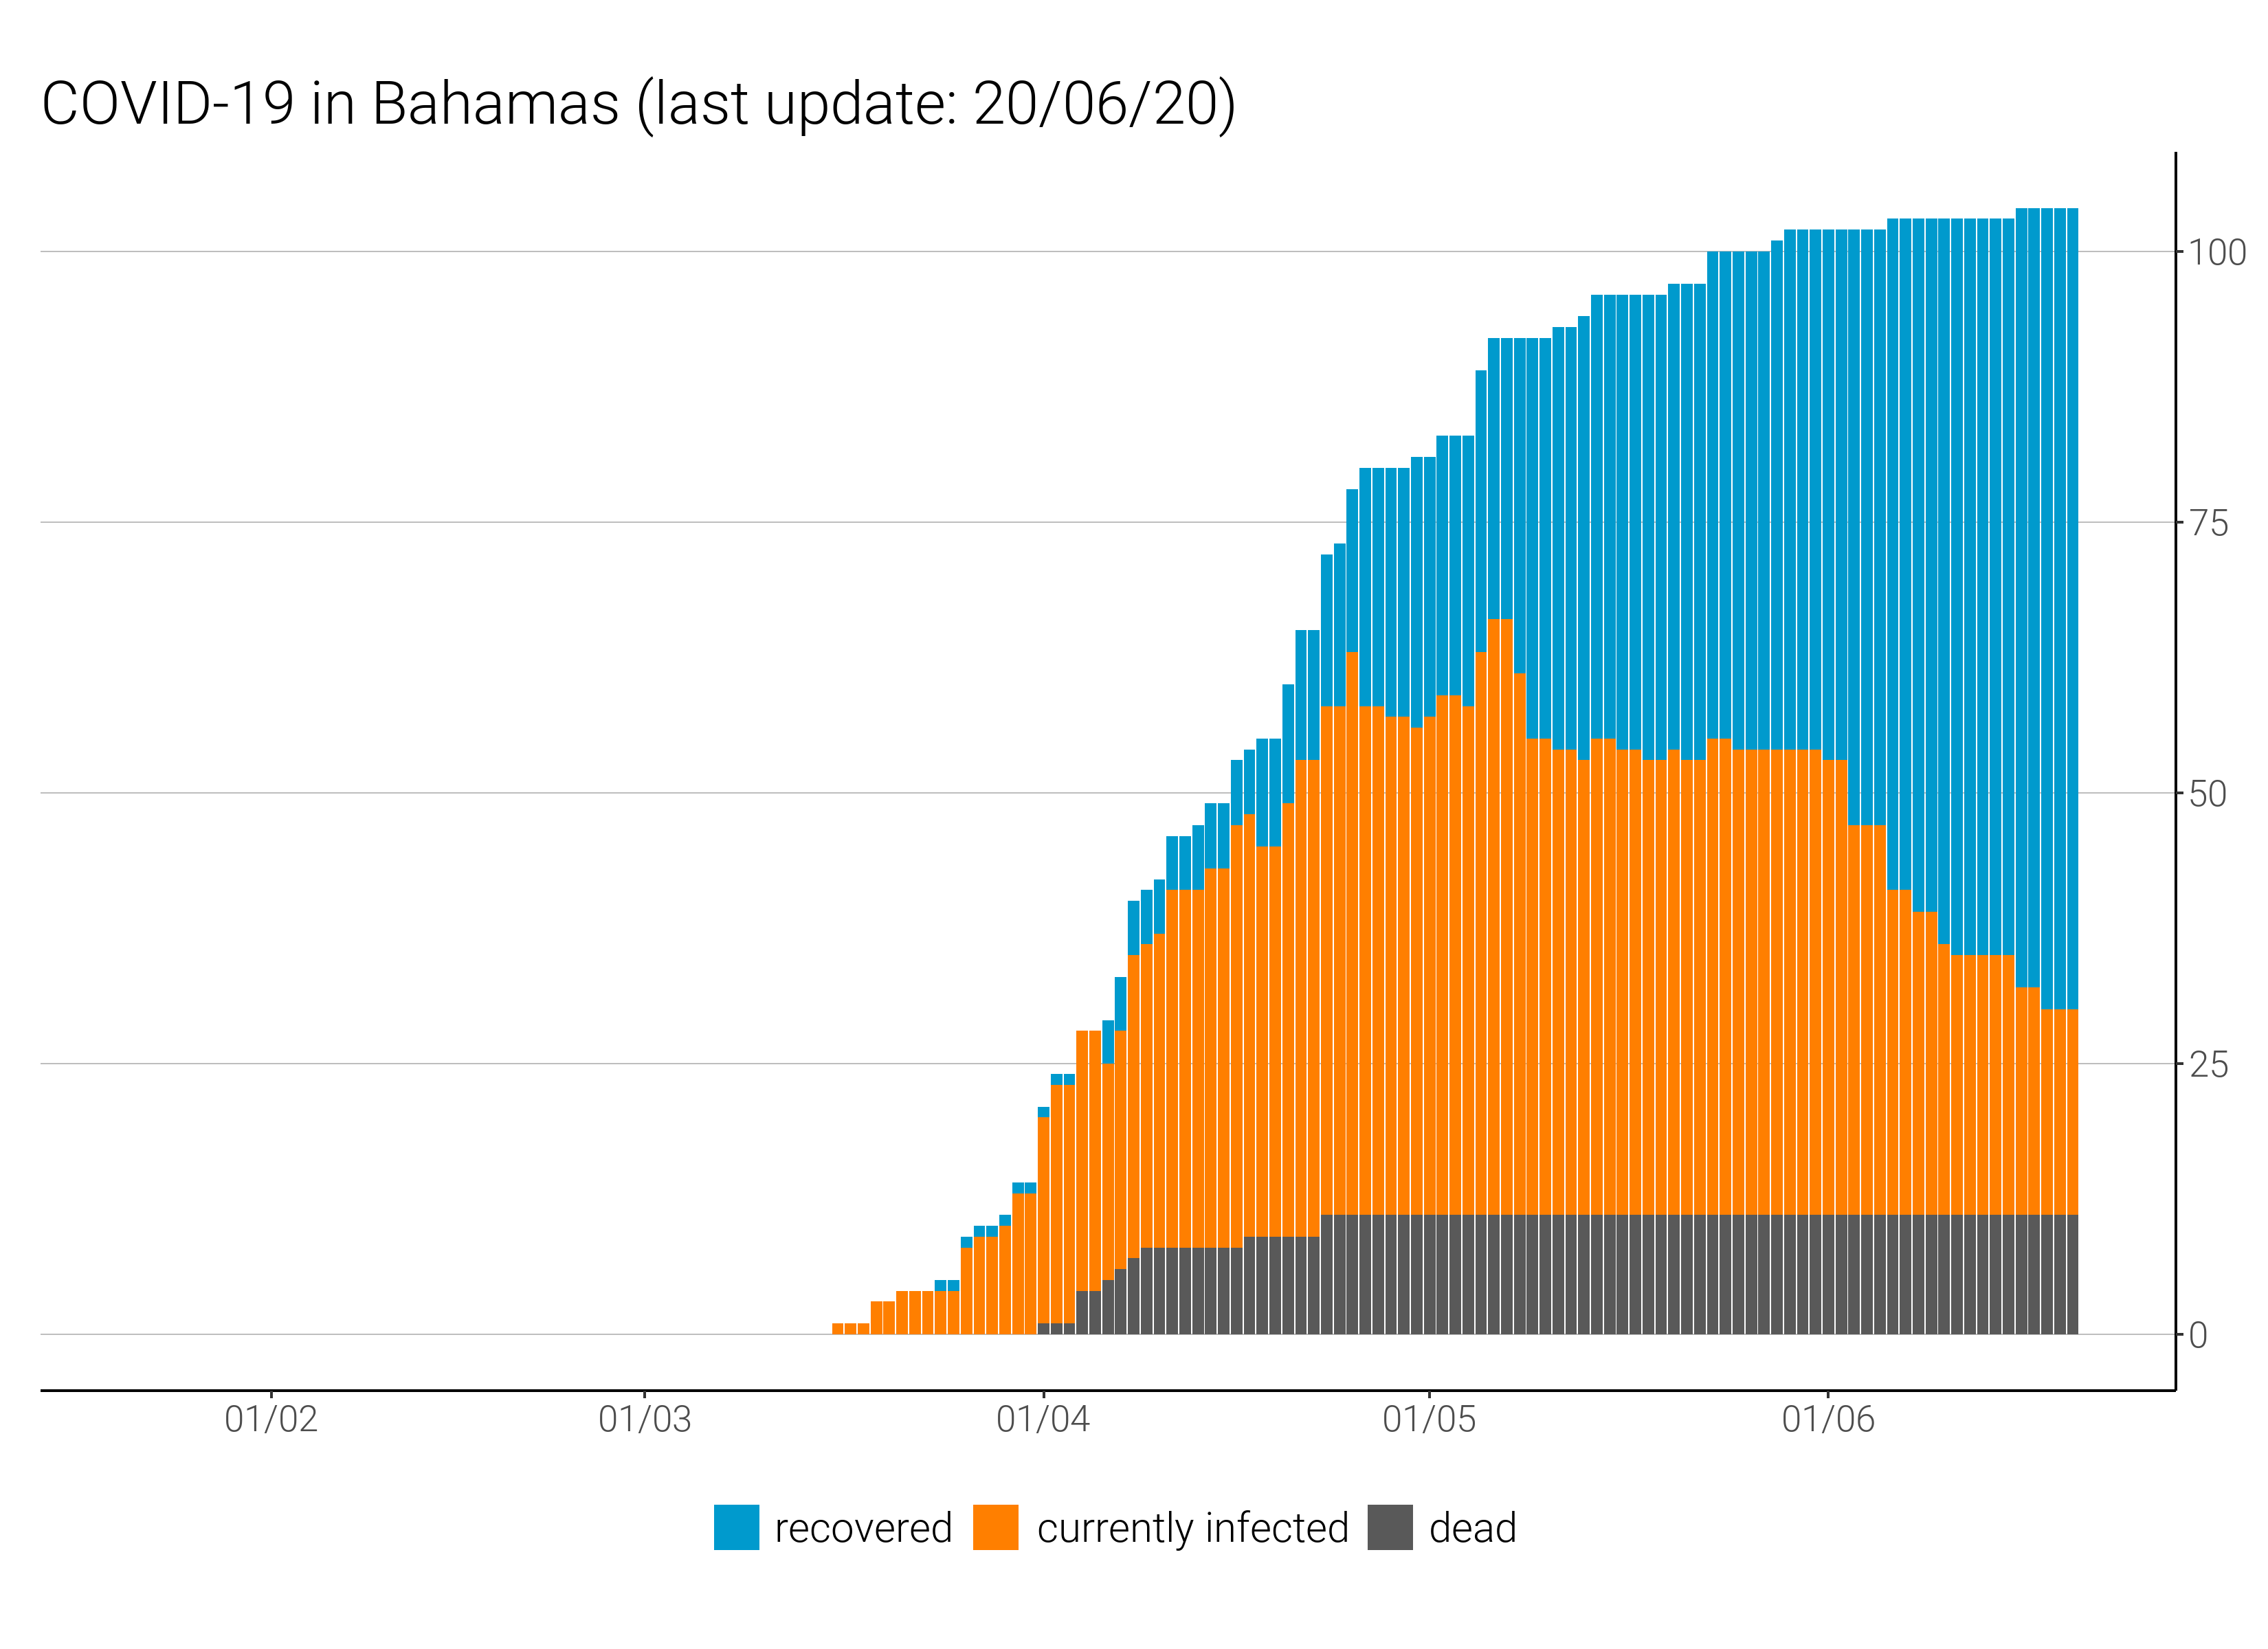 COVID-19 in Bahamas (last update: 20/06/20)
100
75
50
25
0
01/02 01/03 01/04 01/05 01/06
recovered currently infected dead